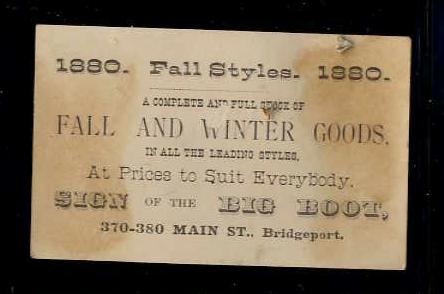 1880. Fall Styles. 1880.
A COMPLETE AND FULL STOCK OF
FALL AND WINTER GOODS,
IN ALL THE LEADING STYLES,
At Prices to Suit Everybody.
SIGN OF THE BIG BOOT,
370-380 MAIN ST., Bridgeport.